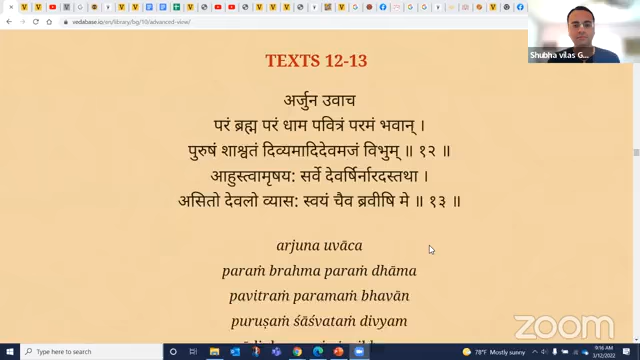 vedabase.io/en/library/bg/10/advanced-view/
Shubha vilas G...
TEXTS 12-13
अर्जुन उवाच
परं ब्रह्म परं धाम पवित्रं परमं भवान् ।
पुरुषं शाश्वतं दिव्यमादिदेवमजं विभुम् ॥ १२ ॥
आहुस्त्वामृषय: सर्वे देवर्षिर्नारदस्तथा ।
असितो देवलो व्यास: स्वयं चैव ब्रवीषि मे ॥ १३ ॥
arjuna uvāca
paraṁ brahma paraṁ dhāma
pavitraṁ paramaṁ bhavān
puruṣaṁ śāśvataṁ divyam
zoom
Type here to search
78°F Mostly sunny
9:16 AM
3/12/2022